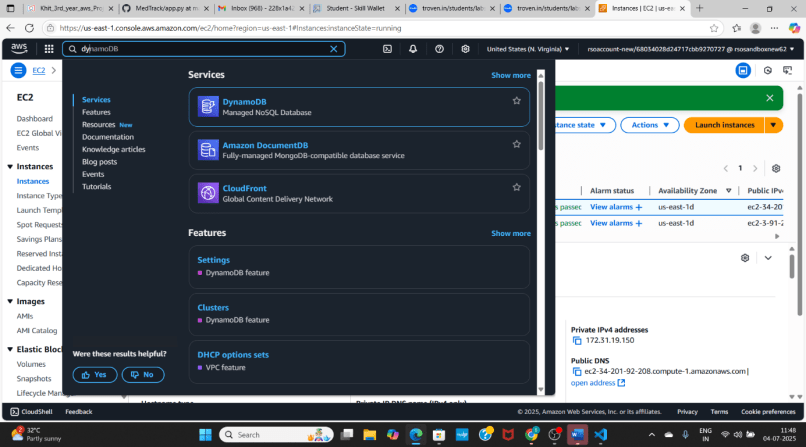 Khit_3rd_year_aws_Proj
MedTrack/app.py at m
Inbox (968) - 228x1a4
Student - Skill Wallet
troven.in/students/lab
troven.in/students/lab
Instances | EC2 | us-eas
https://us-east-1.console.aws.amazon.com/ec2/home?region=us-east-1#Instances:instanceState=running
aws
dynamoDB
United States (N. Virginia)
rsoaccount-new/68034028d24717cbb9270727 @ rsosandboxnew62
EC2
EC2
Dashboard
EC2 Global Vi
Events
Instances
Instances
Instance Type
Launch Templ
Spot Request
Savings Plans
Reserved Inst
Dedicated Ho
Capacity Rese
Images
AMIs
AMI Catalog
Elastic Block
Volumes
Snapshots
Lifecycle Manag
Services
Features
Resources New
Documentation
Knowledge articles
Blog posts
Events
Tutorials
Were these results helpful?
Yes
No
Services
Show more
DynamoDB
Managed NoSQL Database
Amazon DocumentDB
Fully-managed MongoDB-compatible database service
CloudFront
Global Content Delivery Network
Features
Show more
Settings
DynamoDB feature
Clusters
DynamoDB feature
DHCP option sets
VPC feature
stance state
Actions
Launch instances
1
Alarm status
Availability Zone
Public IPv
s passec
View alarms +
us-east-1d
ec2-34-20
s passec
View alarms +
us-east-1d
ec2-3-91-2
Private IPv4 addresses
172.31.19.150
Public DNS
ec2-34-201-92-208.compute-1.amazonaws.com |
open address
CloudShell
Feedback
© 2025, Amazon Web Services, Inc. or its affiliates.
Privacy
Terms
Cookie preferences
32°C
Partly sunny
Search
ENG
IN
11:48
04-07-2025